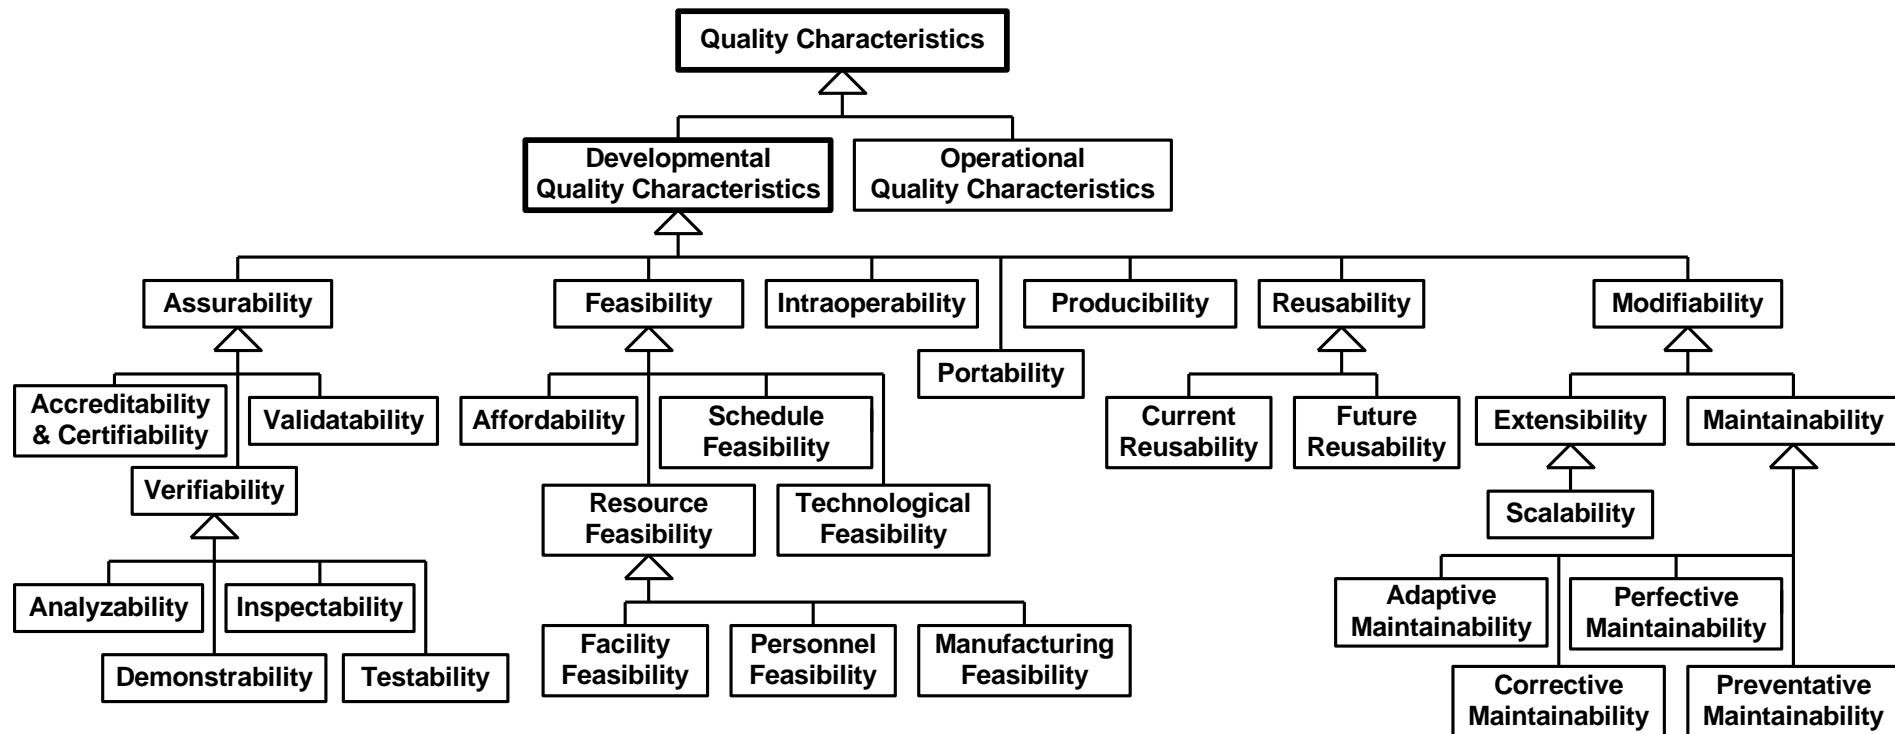 Quality Characteristics
Developmental
Quality Characteristics
Operational
Quality Characteristics
Assurability
Feasibility
Intraoperability
Portability
Producibility
Reusability
Modifiability
Accreditability
& Certifiability
Validatability
Affordability
Schedule
Feasibility
Current
Reusability
Future
Reusability
Extensibility
Maintainability
Verifiability
Resource
Feasibility
Technological
Feasibility
Scalability
Analyzability
Inspectability
Demonstrability
Testability
Facility
Feasibility
Personnel
Feasibility
Manufacturing
Feasibility
Adaptive
Maintainability
Perfective
Maintainability
Corrective
Maintainability
Preventative
Maintainability